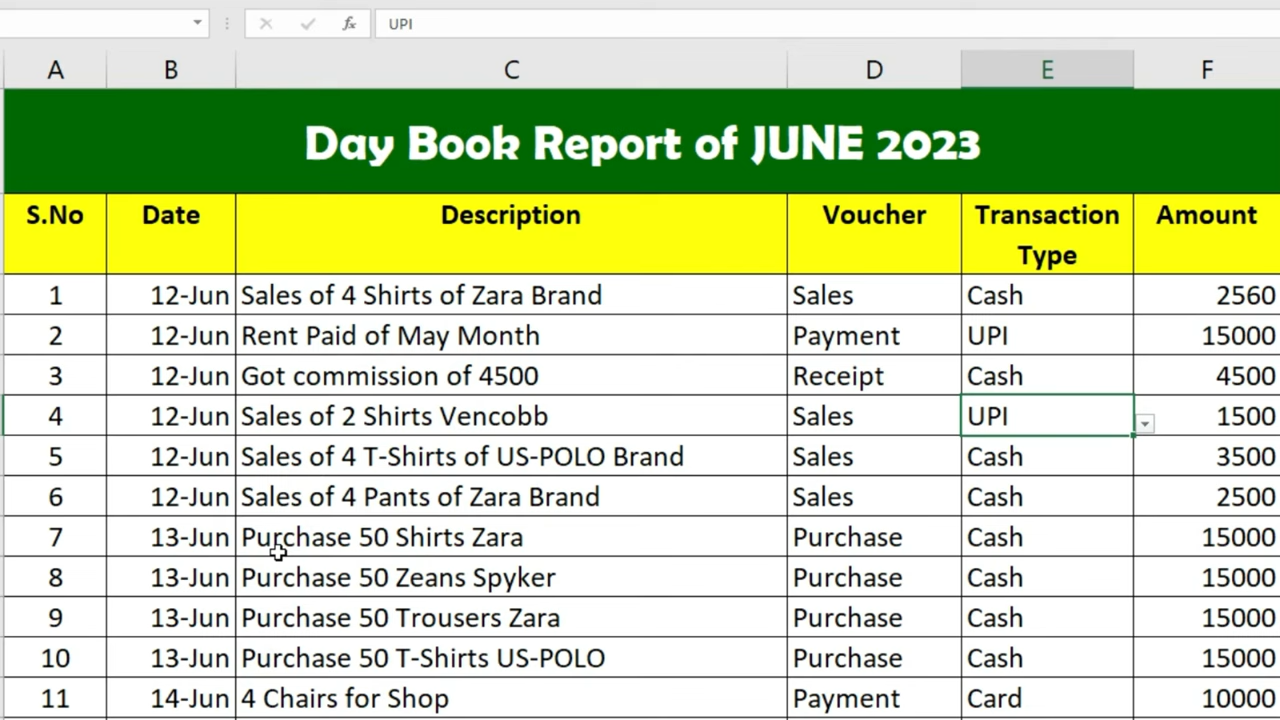 UPI
A B C D E F
Day Book Report of JUNE 2023
S.No Date Description Voucher Transaction Type Amount
1 12-Jun Sales of 4 Shirts of Zara Brand Sales Cash 2560
2 12-Jun Rent Paid of May Month Payment UPI 15000
3 12-Jun Got commission of 4500 Receipt Cash 4500
4 12-Jun Sales of 2 Shirts Vencobb Sales UPI 1500
5 12-Jun Sales of 4 T-Shirts of US-POLO Brand Sales Cash 3500
6 12-Jun Sales of 4 Pants of Zara Brand Sales Cash 2500
7 13-Jun Purchase 50 Shirts Zara Purchase Cash 15000
8 13-Jun Purchase 50 Zeans Spyker Purchase Cash 15000
9 13-Jun Purchase 50 Trousers Zara Purchase Cash 15000
10 13-Jun Purchase 50 T-Shirts US-POLO Purchase Cash 15000
11 14-Jun 4 Chairs for Shop Payment Card 10000